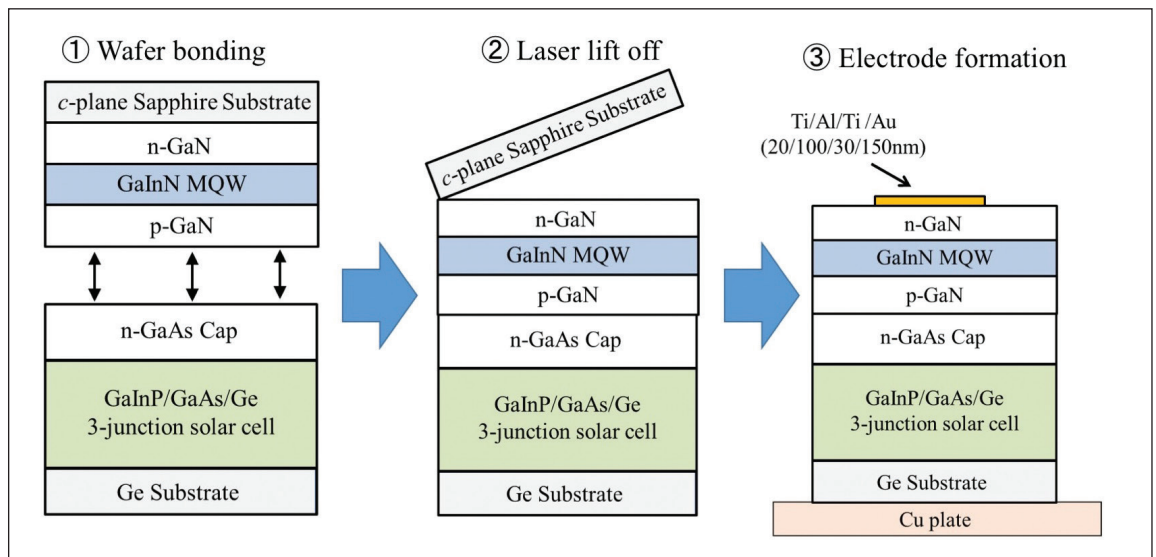 ① Wafer bonding
c-plane Sapphire Substrate
n-GaN
GaInN MQW
p-GaN
n-GaAs Cap
GaInP/GaAs/Ge
3-junction solar cell
Ge Substrate
② Laser lift off
c-plane Sapphire Substrate
n-GaN
GaInN MQW
p-GaN
n-GaAs Cap
GaInP/GaAs/Ge
3-junction solar cell
Ge Substrate
③ Electrode formation
Ti/Al/Ti /Au
(20/100/30/150nm)
n-GaN
GaInN MQW
p-GaN
n-GaAs Cap
GaInP/GaAs/Ge
3-junction solar cell
Ge Substrate
Cu plate